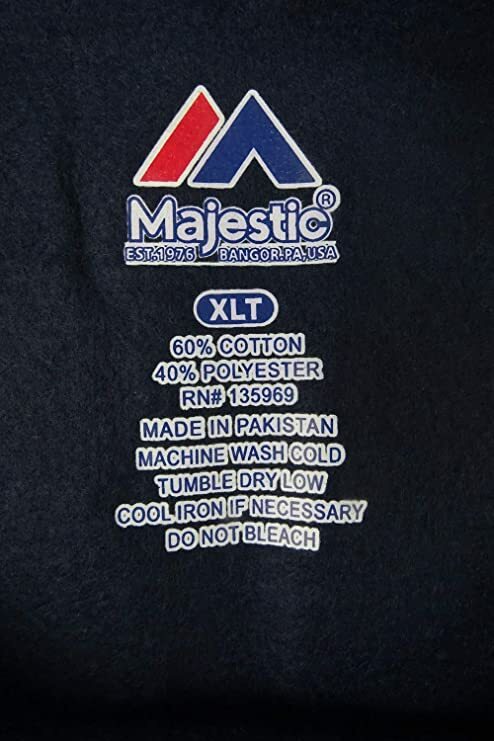 Majestic®
EST.1976 BANGOR.PA,USA
XLT
60% COTTON
40% POLYESTER
RN# 135969
MADE IN PAKISTAN
MACHINE WASH COLD
TUMBLE DRY LOW
COOL IRON IF NECESSARY
DO NOT BLEACH